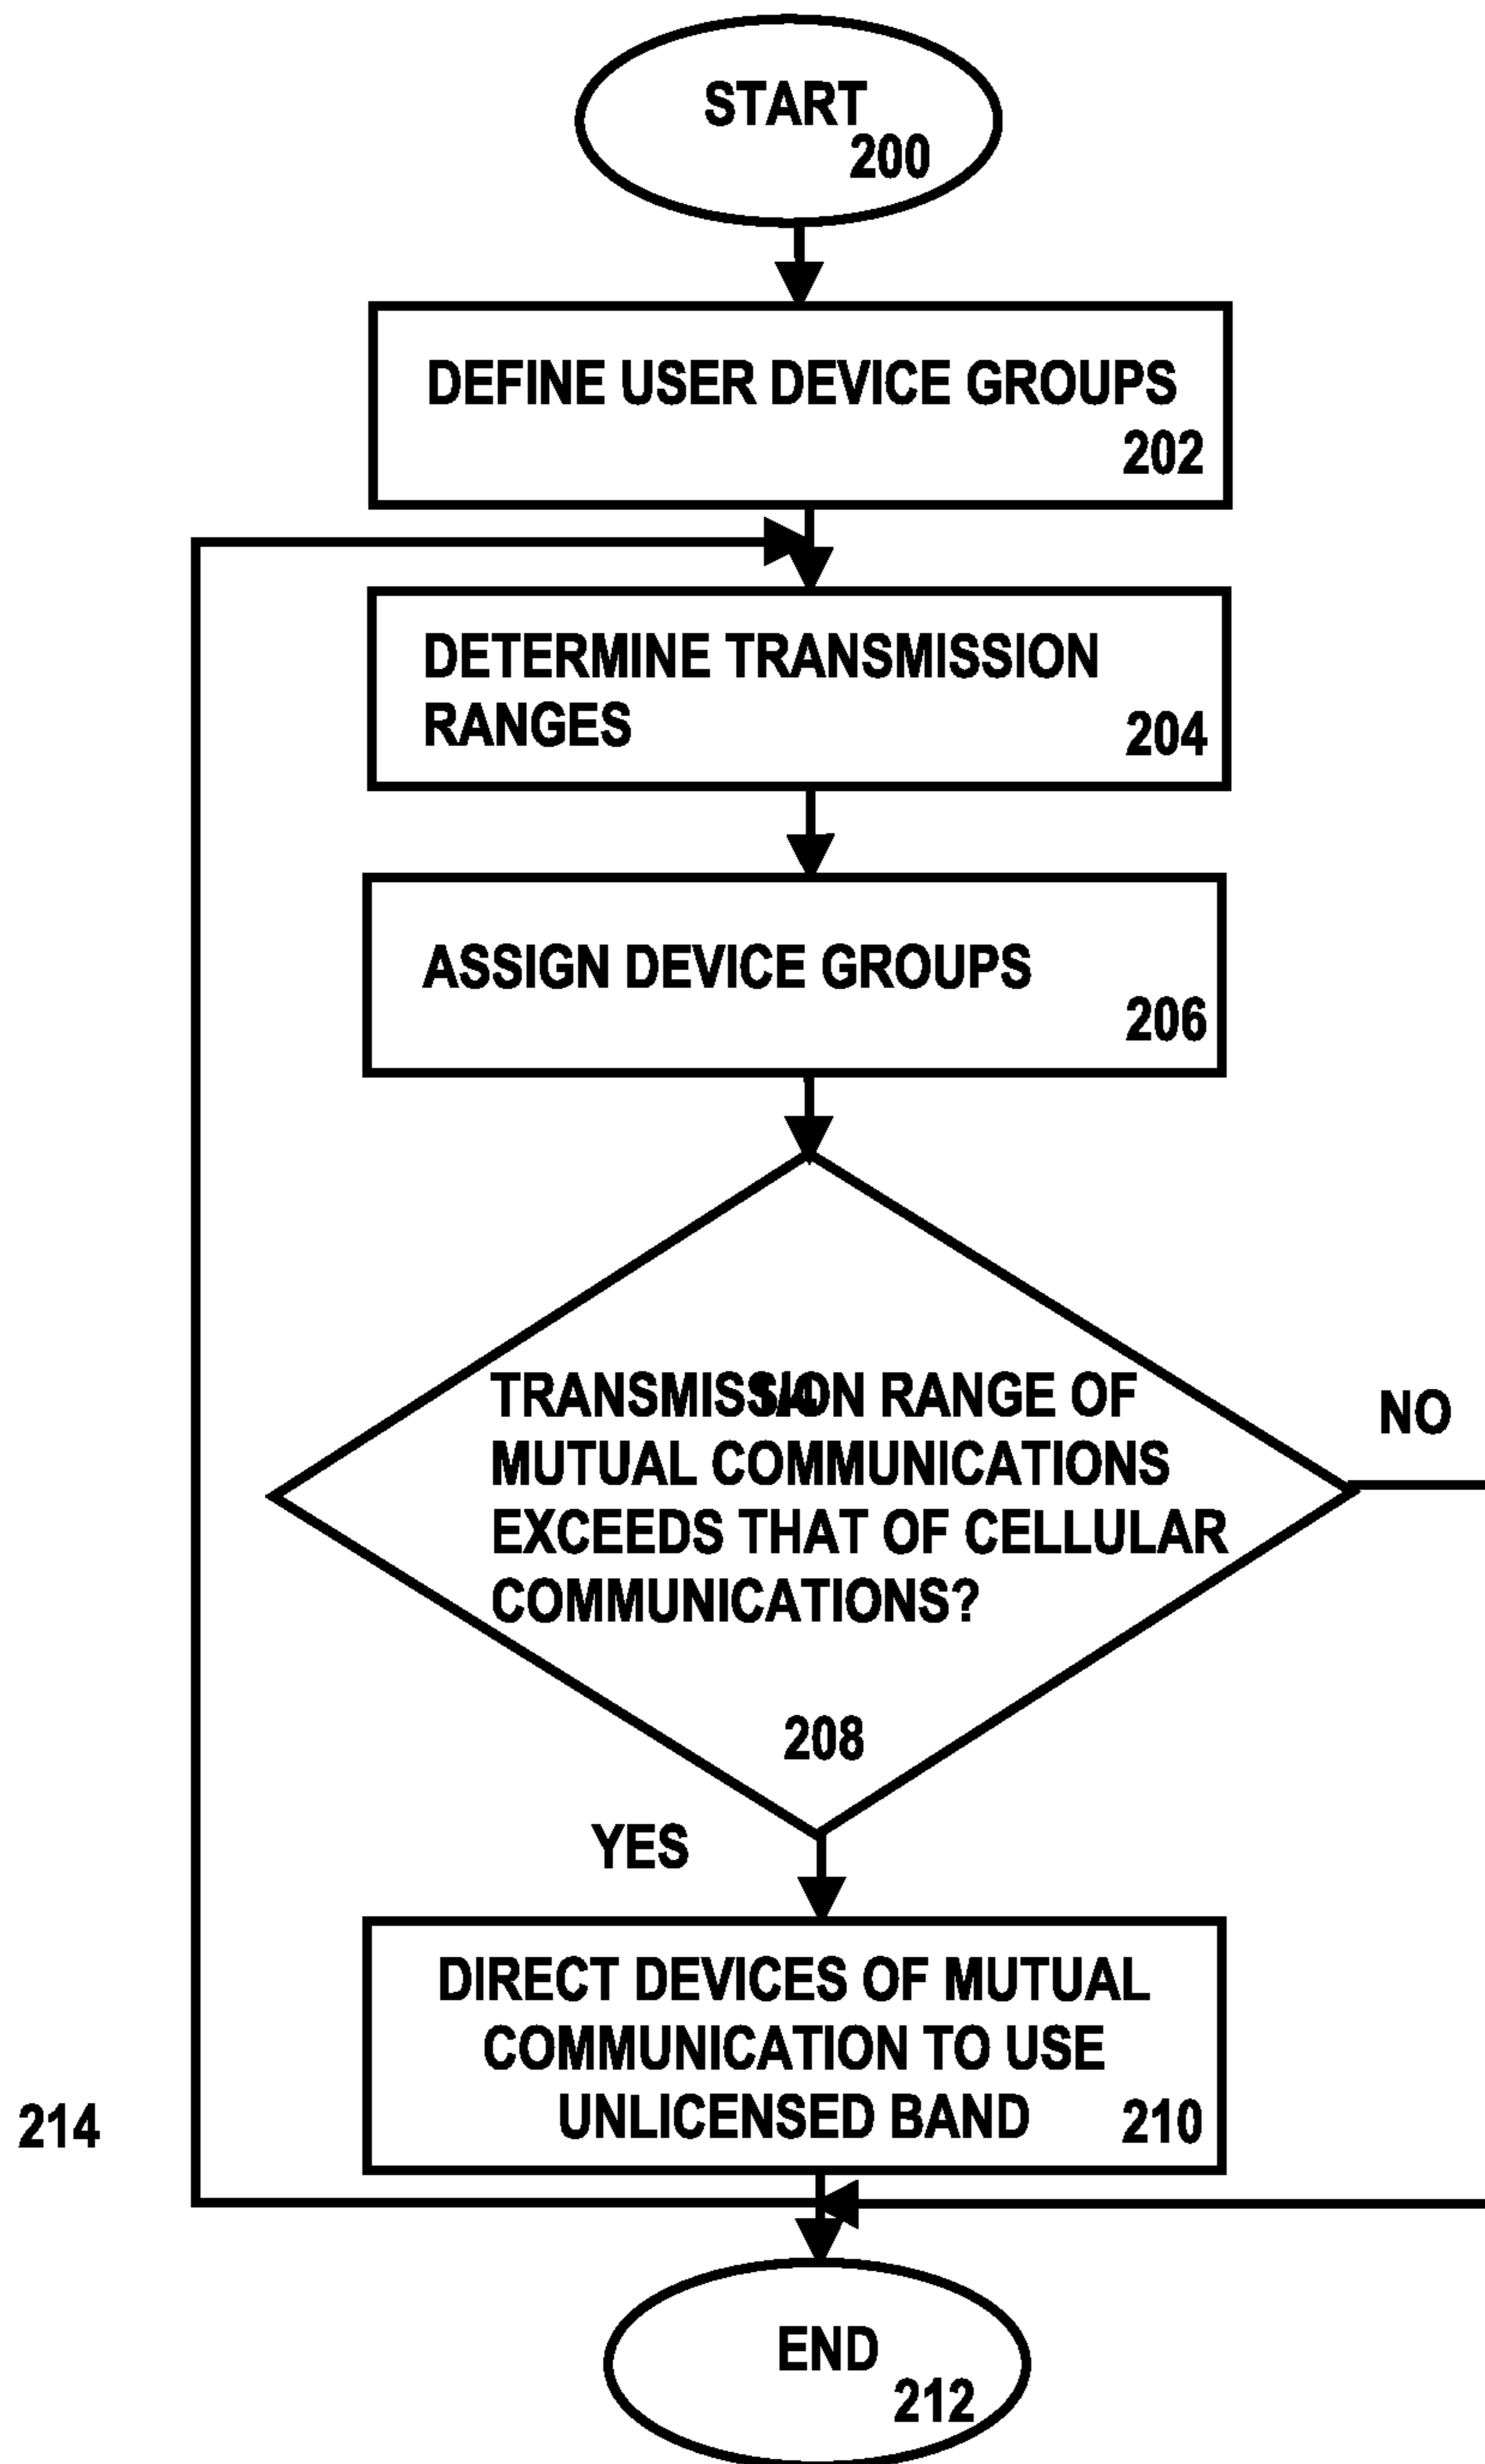 START
200
DEFINE USER DEVICE GROUPS
202
DETERMINE TRANSMISSION
RANGES
204
ASSIGN DEVICE GROUPS
206
TRANSMISSION RANGE OF
MUTUAL COMMUNICATIONS
EXCEEDS THAT OF CELLULAR
COMMUNICATIONS?
NO
208
YES
DIRECT DEVICES OF MUTUAL
COMMUNICATION TO USE
UNLICENSED BAND
210
214
END
212